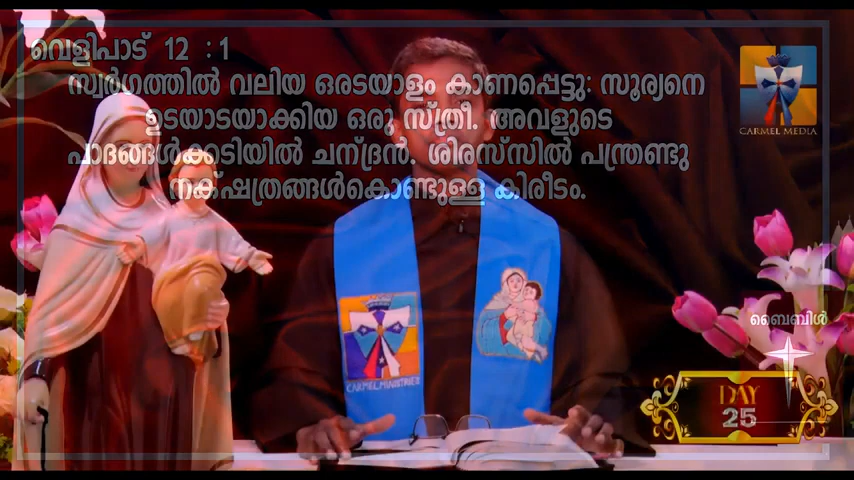 വെളിപാട് 12 :1
സ്വർഗത്തിൽ വലിയ ഒരടയാളം കാണപ്പെട്ടു: സൂര്യനെ
ഉടയാടയാക്കിയ ഒരു സ്ത്രീ. അവളുടെ
പാദങ്ങൾക്കടിയിൽ ചന്ദ്രൻ. ശിരസ്സിൽ പന്ത്രണ്ടു
നക്ഷത്രങ്ങൾകൊണ്ടുള്ള കിരീടം.
CARMEL MEDIA
CARMEL MINISTRIES
ബൈബിൾ
DAY
25